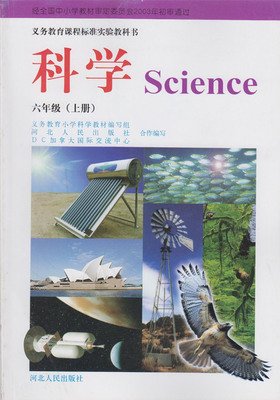 经全国中小学教材审定委员会2003年初审通过
义务教育课程标准实验教科书
科学 Science
六年级（上册）
义务教育小学科学教材编写组
河北人民出版社
DC加拿大国际交流中心
合作编写
河北人民出版社